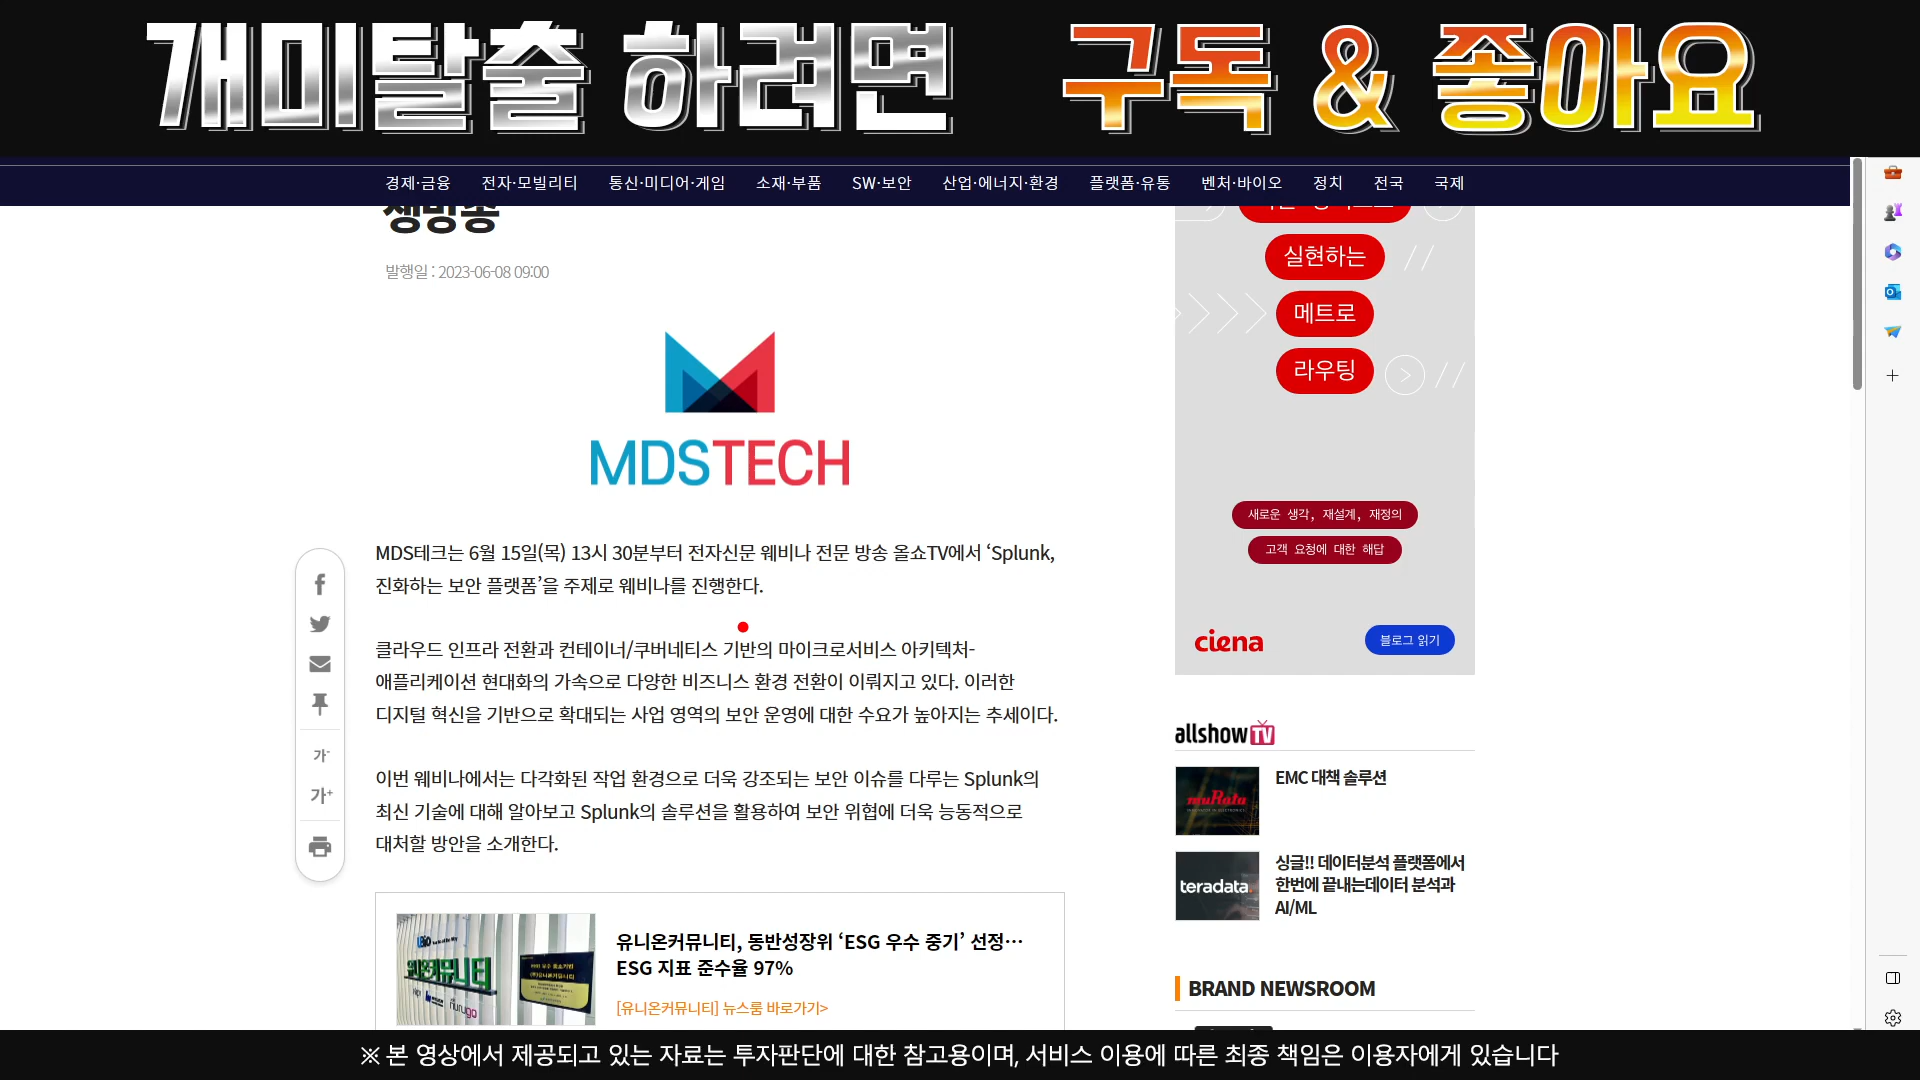 개미탈출 하려면 구독 & 좋아요
경제·금융 전자·모빌리티 통신·미디어·게임 소재·부품 SW·보안 산업·에너지·환경 플랫폼·유통 벤처·바이오 정치 전국 국제
생방송
발행일 : 2023-06-08 09:00
MDSTECH
MDS테크는 6월 15일(목) 13시 30분부터 전자신문 웨비나 전문 방송 올쇼TV에서 ‘Splunk,
진화하는 보안 플랫폼’을 주제로 웨비나를 진행한다.
클라우드 인프라 전환과 컨테이너/쿠버네티스 기반의 마이크로서비스 아키텍처-
애플리케이션 현대화의 가속으로 다양한 비즈니스 환경 전환이 이뤄지고 있다. 이러한
디지털 혁신을 기반으로 확대되는 사업 영역의 보안 운영에 대한 수요가 높아지는 추세이다.
이번 웨비나에서는 다각화된 작업 환경으로 더욱 강조되는 보안 이슈를 다루는 Splunk의
최신 기술에 대해 알아보고 Splunk의 솔루션을 활용하여 보안 위협에 더욱 능동적으로
대처할 방안을 소개한다.
가-
가+
유니온커뮤니티
유니온커뮤니티, 동반성장위 ‘ESG 우수 중기’ 선정…
ESG 지표 준수율 97%
[유니온커뮤니티] 뉴스룸 바로가기>
실현하는
메트로
라우팅
새로운 생각, 재설계, 재정의
고객 요청에 대한 해답
ciena
블로그 읽기
allshowTV
muRata
EMC 대책 솔루션
teradata.
싱글!! 데이터분석 플랫폼에서
한번에 끝내는데이터 분석과
AI/ML
BRAND NEWSROOM
※ 본 영상에서 제공되고 있는 자료는 투자판단에 대한 참고용이며, 서비스 이용에 따른 최종 책임은 이용자에게 있습니다